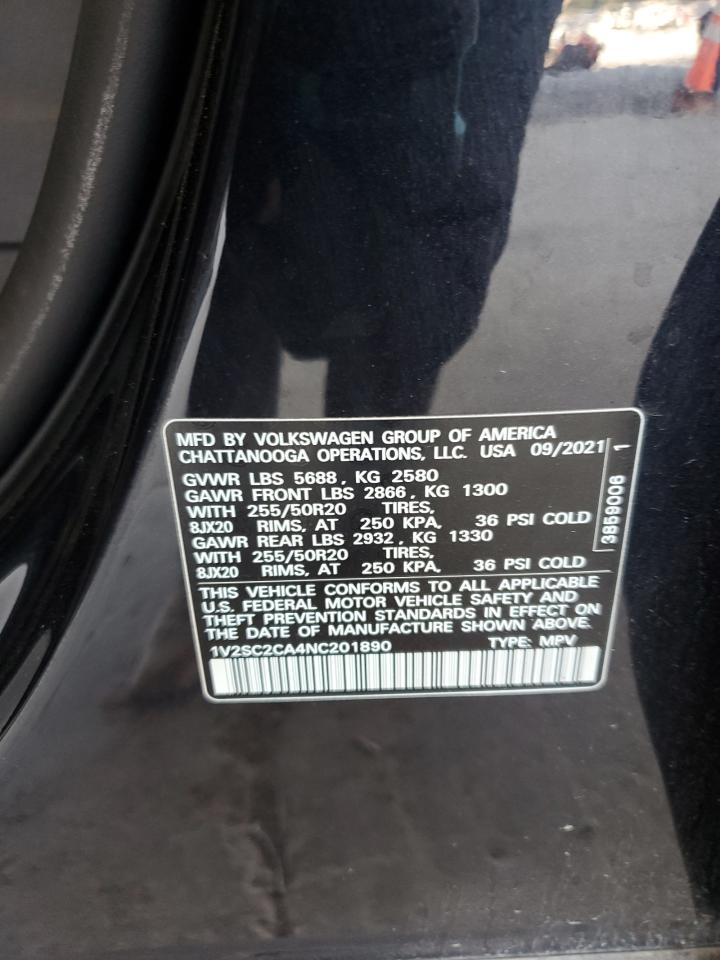 MFD BY VOLKSWAGEN GROUP OF AMERICA
CHATTANOOGA OPERATIONS, LLC. USA 09/2021
GVWR LBS 5688, KG 2580
GAWR FRONT LBS 2866, KG 1300
WITH 255/50R20 TIRES,
8JX20 RIMS, AT 250 KPA, 36 PSI COLD
GAWR REAR LBS 2932, KG 1330
WITH 255/50R20 TIRES,
8JX20 RIMS, AT 250 KPA, 36 PSI COLD
THIS VEHICLE CONFORMS TO ALL APPLICABLE
U.S. FEDERAL MOTOR VEHICLE SAFETY AND
THEFT PREVENTION STANDARDS IN EFFECT ON
THE DATE OF MANUFACTURE SHOWN ABOVE.
1V2SC2CA4NC201890 TYPE: MPV
3859006 1